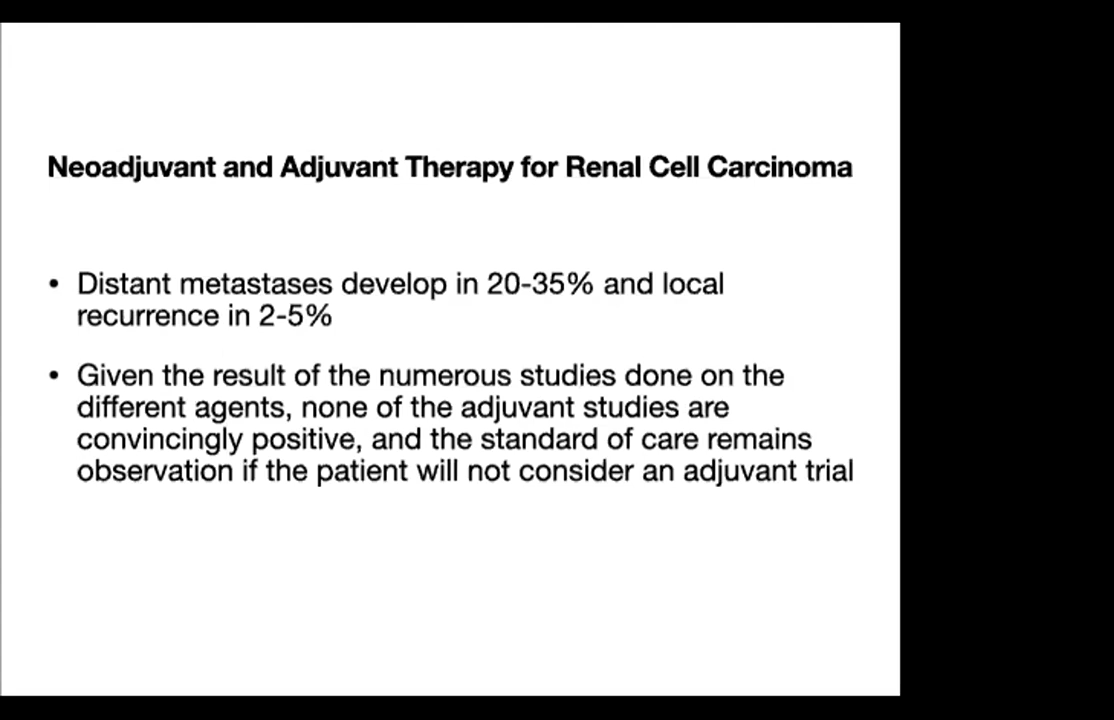 Neoadjuvant and Adjuvant Therapy for Renal Cell Carcinoma
• Distant metastases develop in 20-35% and local
recurrence in 2-5%
• Given the result of the numerous studies done on the
different agents, none of the adjuvant studies are
convincingly positive, and the standard of care remains
observation if the patient will not consider an adjuvant trial